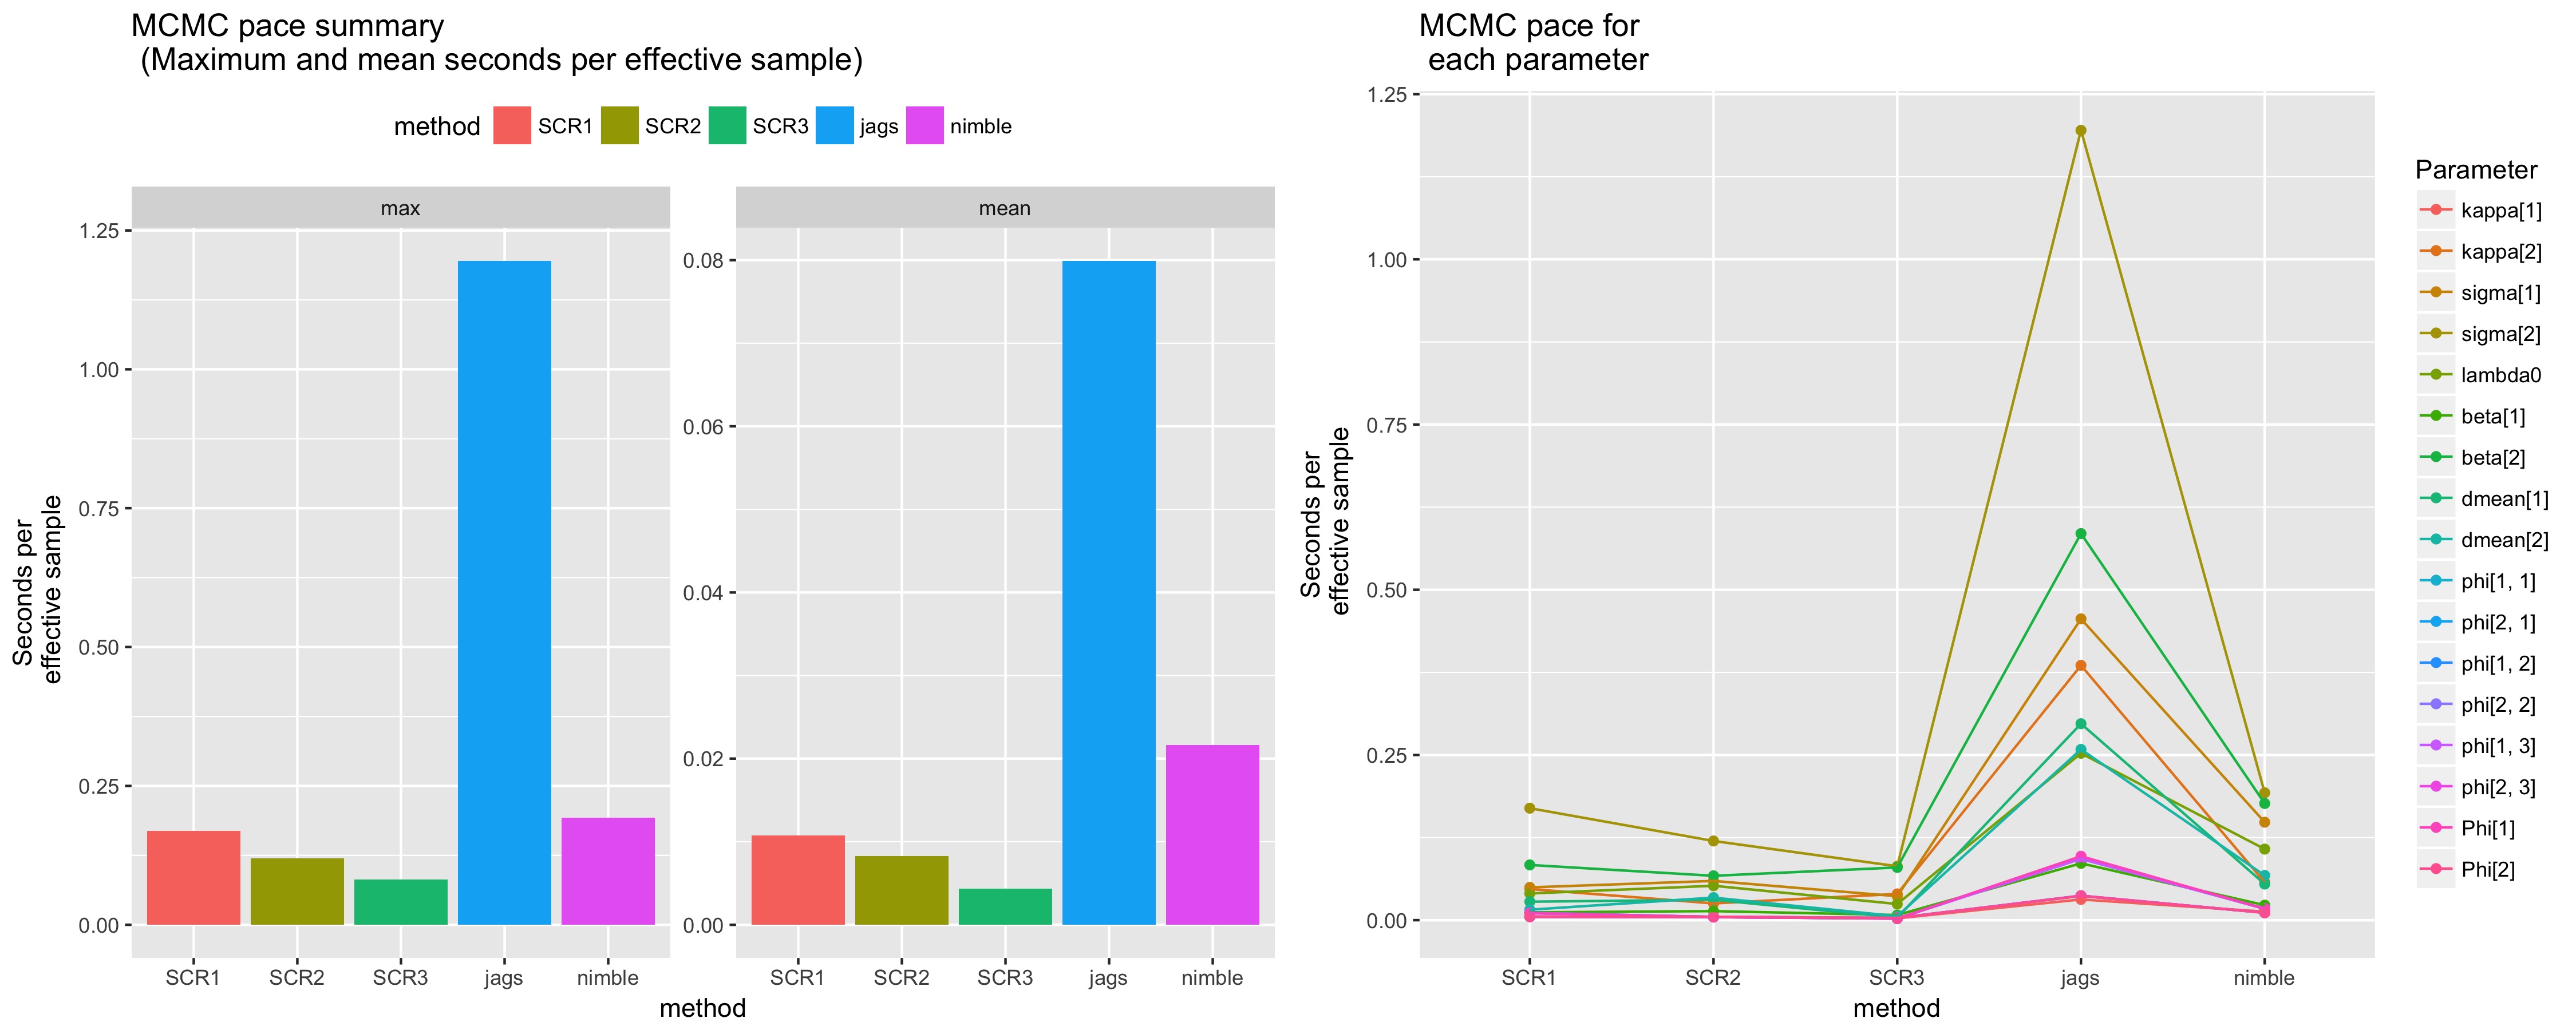 MCMC pace summary
(Maximum and mean seconds per effective sample)
method SCR1 SCR2 SCR3 jags nimble
max
mean
Seconds per
effective sample
1.25
1.00
0.75
0.50
0.25
0.00
0.08
0.06
0.04
0.02
0.00
SCR1 SCR2 SCR3 jags nimble
SCR1 SCR2 SCR3 jags nimble
method
MCMC pace for
each parameter
Seconds per
effective sample
1.25
1.00
0.75
0.50
0.25
0.00
SCR1 SCR2 SCR3 jags nimble
method
Parameter
kappa[1]
kappa[2]
sigma[1]
sigma[2]
lambda0
beta[1]
beta[2]
dmean[1]
dmean[2]
phi[1, 1]
phi[2, 1]
phi[1, 2]
phi[2, 2]
phi[1, 3]
phi[2, 3]
Phi[1]
Phi[2]